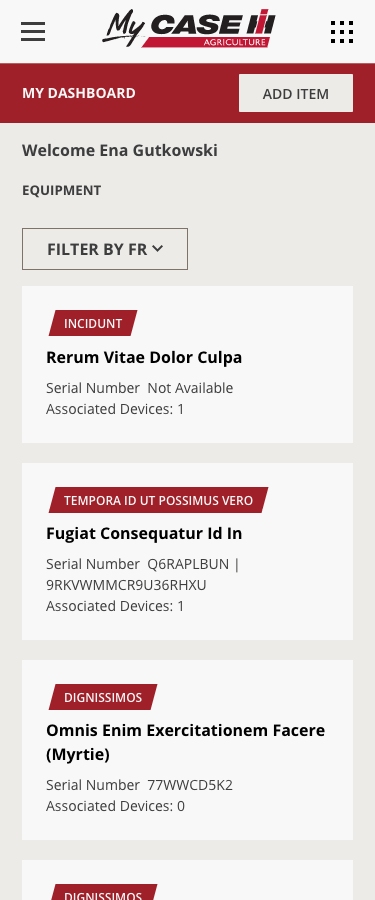 My CASE IH
AGRICULTURE
MY DASHBOARD
ADD ITEM
Welcome Ena Gutkowski
EQUIPMENT
FILTER BY FR
INCIDUNT
Rerum Vitae Dolor Culpa
Serial Number Not Available
Associated Devices: 1
TEMPORA ID UT POSSIMUS VERO
Fugiat Consequatur Id In
Serial Number Q6RAPLBUN |
9RKVWMMCR9U36RHXU
Associated Devices: 1
DIGNISSIMOS
Omnis Enim Exercitationem Facere
(Myrtie)
Serial Number 77WWCD5K2
Associated Devices: 0
DIGNISSIMOS